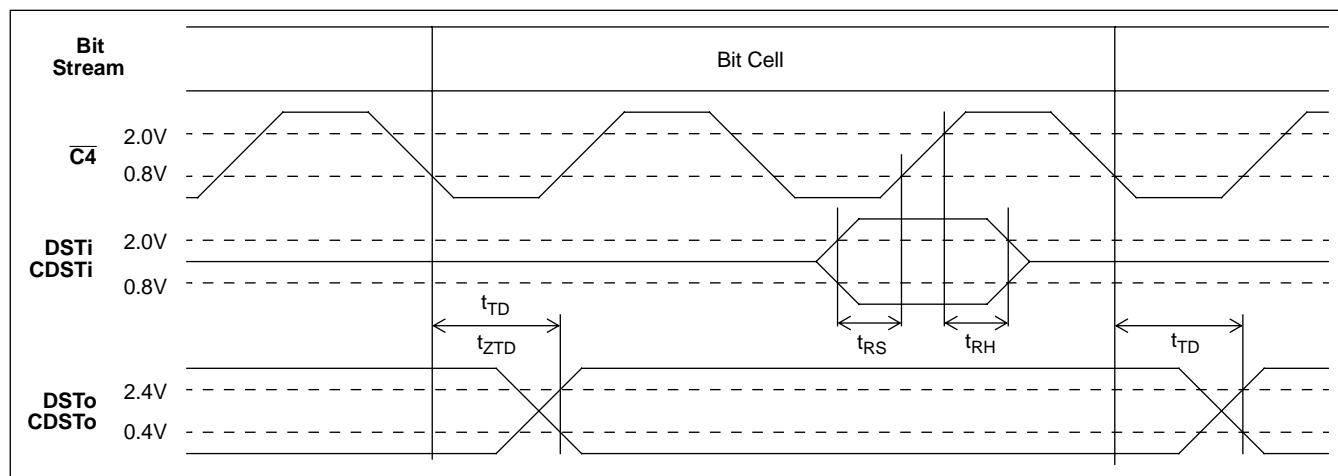 Bit
Stream
Bit Cell
C4
2.0V
0.8V
DSTi
CDSTi
2.0V
0.8V
tTD
tZTD
tRS
tRH
tTD
DSTo
CDSTo
2.4V
0.4V